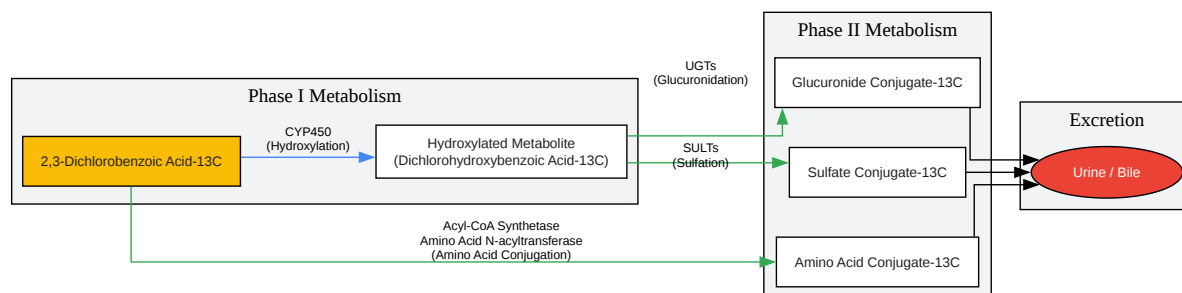 Phase I Metabolism
2,3-Dichlorobenzoic Acid-13C
CYP450
(Hydroxylation)
Hydroxylated Metabolite
(Dichlorohydroxybenzoic Acid-13C)
UGTs
(Glucuronidation)
SULTs
(Sulfation)
Acyl-CoA Synthetase
Amino Acid N-acyltransferase
(Amino Acid Conjugation)
Phase II Metabolism
Glucuronide Conjugate-13C
Sulfate Conjugate-13C
Amino Acid Conjugate-13C
Excretion
Urine / Bile